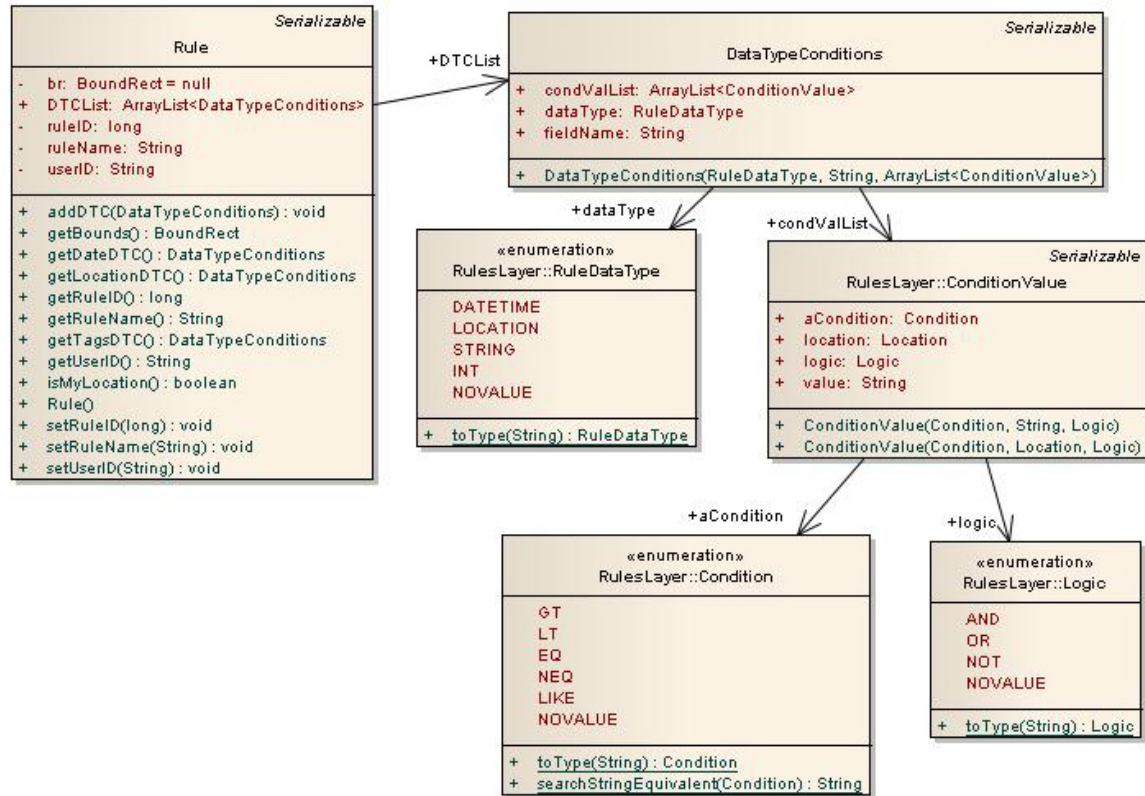 Serializable
Rule
- br: BoundRect = null
+ DTCList: ArrayList<DataTypeConditions>
- ruleID: long
- ruleName: String
- userID: String
+ addDTC(DataTypeConditions) : void
+ getBounds() : BoundRect
+ getDateDTC() : DataTypeConditions
+ getLocationDTC() : DataTypeConditions
+ getRuleID() : long
+ getRuleName() : String
+ getTagsDTC() : DataTypeConditions
+ getUserID() : String
+ isMyLocation() : boolean
+ Rule()
+ setRuleID(long) : void
+ setRuleName(String) : void
+ setUserID(String) : void
+DTCList
Serializable
DataTypeConditions
+ condValList: ArrayList<ConditionValue>
+ dataType: RuleDataType
+ fieldName: String
+ DataTypeConditions(RuleDataType, String, ArrayList<ConditionValue>)
+dataType
+condValList
«enumeration»
RulesLayer::RuleDataType
DATETIME
LOCATION
STRING
INT
NOVALUE
+ toType(String) : RuleDataType
Serializable
RulesLayer::ConditionValue
+ aCondition: Condition
+ location: Location
+ logic: Logic
+ value: String
+ ConditionValue(Condition, String, Logic)
+ ConditionValue(Condition, Location, Logic)
+aCondition
+logic
«enumeration»
RulesLayer::Condition
GT
LT
EQ
NEQ
LIKE
NOVALUE
+ toType(String) : Condition
+ searchStringEquivalent(Condition) : String
«enumeration»
RulesLayer::Logic
AND
OR
NOT
NOVALUE
+ toType(String) : Logic